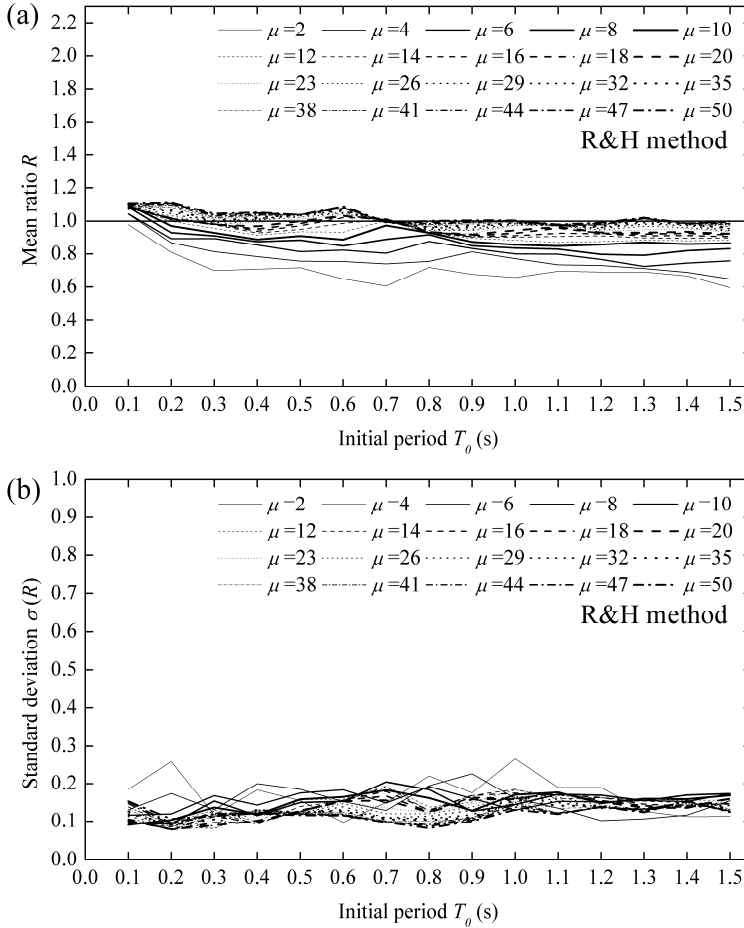 (a)
2.2
2.0
1.8
1.6
1.4
1.2
1.0
0.8
0.6
0.4
0.2
0.0
Mean ratio R
μ=2 μ=4 μ=6 μ=8 μ=10
μ=12 μ=14 μ=16 μ=18 μ=20
μ=23 μ=26 μ=29 μ=32 μ=35
μ=38 μ=41 μ=44 μ=47 μ=50
R&H method
0.0 0.1 0.2 0.3 0.4 0.5 0.6 0.7 0.8 0.9 1.0 1.1 1.2 1.3 1.4 1.5
Initial period T0 (s)
(b)
1.0
0.9
0.8
0.7
0.6
0.5
0.4
0.3
0.2
0.1
0.0
Standard deviation σ(R)
μ−2 μ−4 μ−6 μ−8 μ−10
μ=12 μ=14 μ=16 μ=18 μ=20
μ=23 μ=26 μ=29 μ=32 μ=35
μ=38 μ=41 μ=44 μ=47 μ=50
R&H method
0.0 0.1 0.2 0.3 0.4 0.5 0.6 0.7 0.8 0.9 1.0 1.1 1.2 1.3 1.4 1.5
Initial period T0 (s)